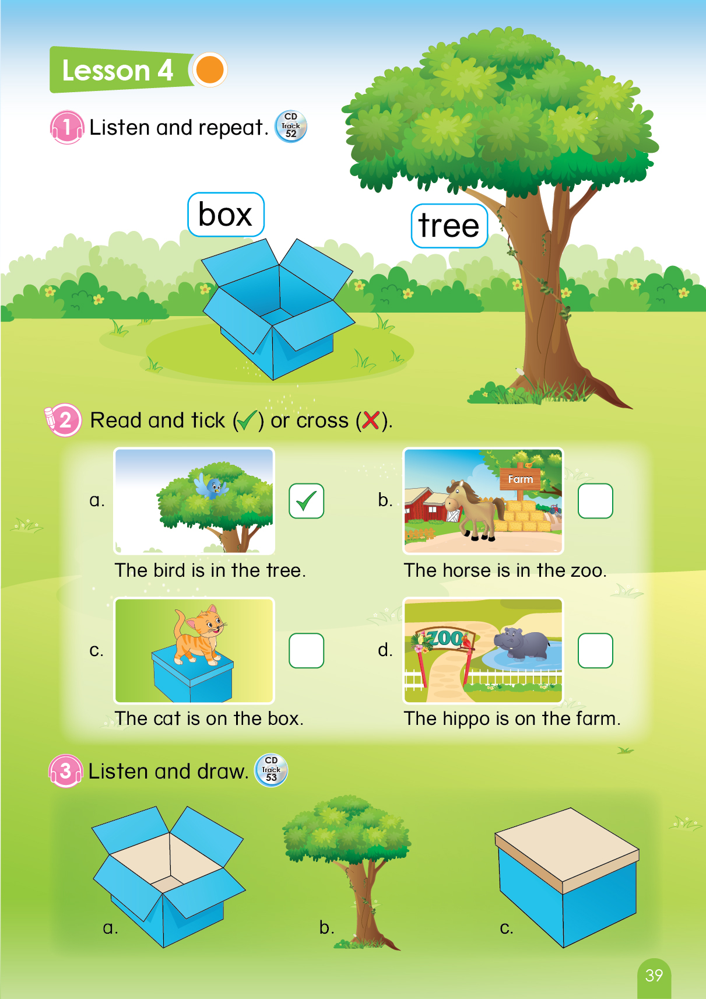 Lesson 4
1 Listen and repeat. CD Track 52
box
tree
2 Read and tick (✓) or cross (✗).
a.
✓
b.
Farm
The bird is in the tree.
The horse is in the zoo.
c.
d.
ZOO
The cat is on the box.
The hippo is on the farm.
3 Listen and draw. CD Track 53
a.
b.
c.
39